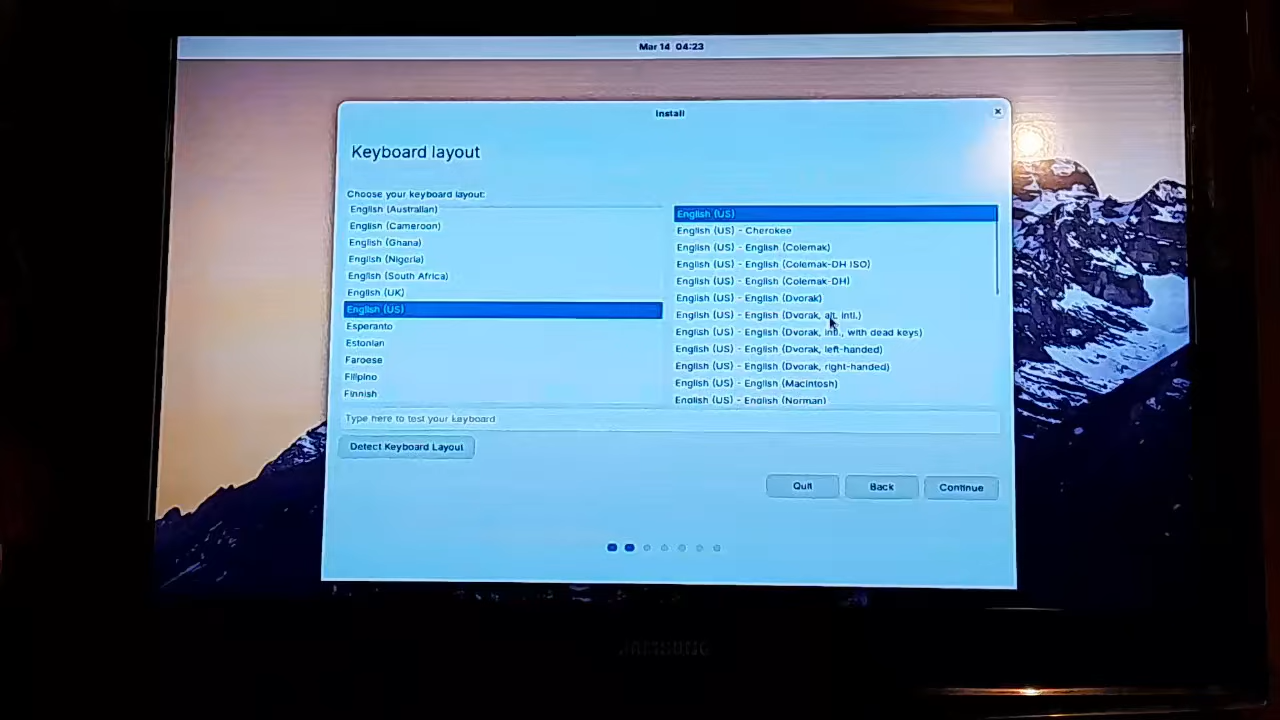 Mar 14 04:23
Install
Keyboard layout
Choose your keyboard layout:
English (Australian)
English (Cameroon)
English (Ghana)
English (Nigeria)
English (South Africa)
English (UK)
English (US)
Esperanto
Estonian
Faroese
Filipino
Finnish
English (US)
English (US) - Cherokee
English (US) - English (Colemak)
English (US) - English (Colemak-DH ISO)
English (US) - English (Colemak-DH)
English (US) - English (Dvorak)
English (US) - English (Dvorak, alt. intl.)
English (US) - English (Dvorak, intl., with dead keys)
English (US) - English (Dvorak, left-handed)
English (US) - English (Dvorak, right-handed)
English (US) - English (Macintosh)
English (US) - English (Norman)
Type here to test your keyboard
Detect Keyboard Layout
Quit Back Continue
SAMSUNG